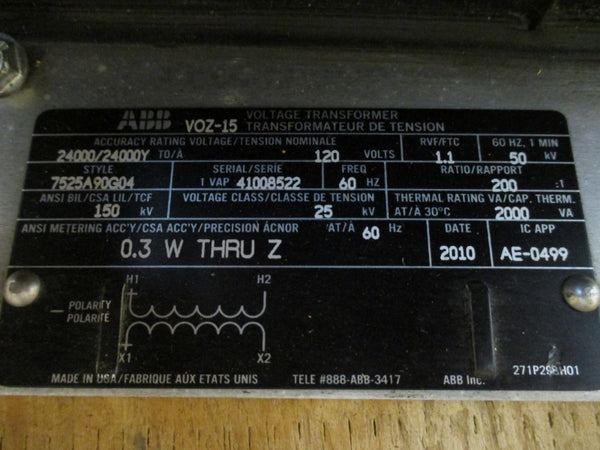 ABB VOZ-15 VOLTAGE TRANSFORMER
TRANSFORMATEUR DE TENSION
ACCURACY RATING VOLTAGE/TENSION NOMINALE RVF/FTC 60 HZ, 1 MIN
24000/24000Y TO/À 120 VOLTS 1.1 50 kV
STYLE SERIAL/SERIE FREQ RATIO/RAPPORT
7525A90G04 1 VAP 41008522 60 HZ 200 :1
ANSI BIL/CSA LIL/TCF VOLTAGE CLASS/CLASSE DE TENSION THERMAL RATING VA/CAP. THERM.
150 kV 25 kV AT/À 30°C 2000 VA
ANSI METERING ACC'Y/CSA ACC'Y/PRECISION ÀCNOR AT/À 60 Hz DATE IC APP
0.3 W THRU Z 2010 AE-0499
H1 H2
POLARITY
POLARITÉ
X1 X2
MADE IN USA/FABRIQUE AUX ETATS UNIS TELE #888-ABB-3417 ABB Inc. 271P298H01